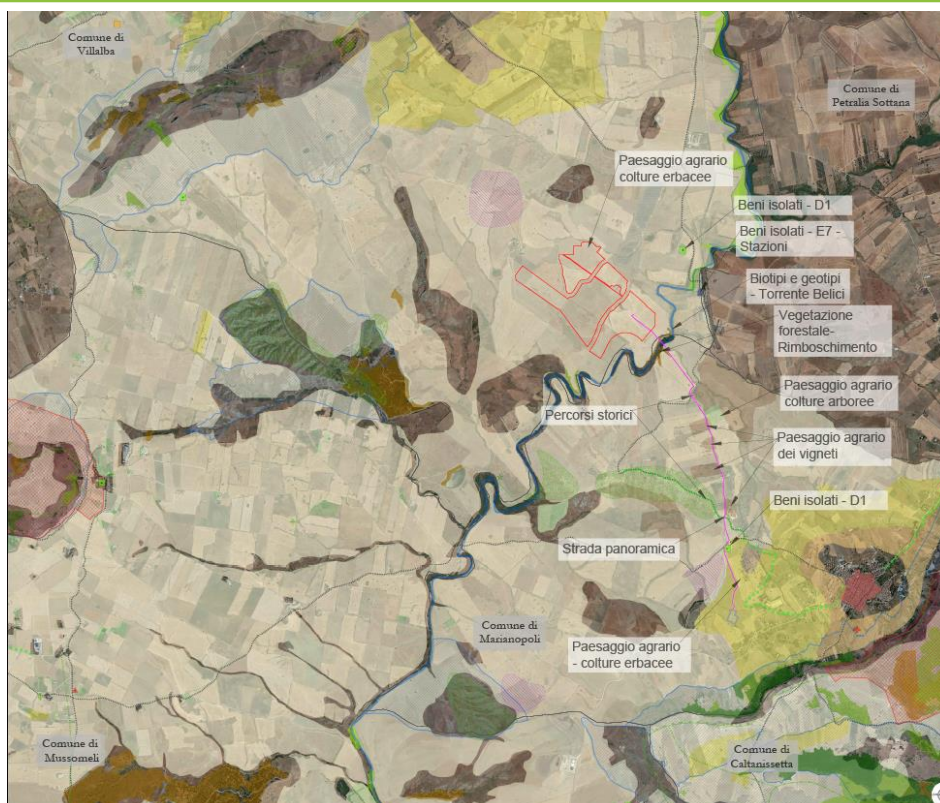 Comune di
Villalba
Comune di
Petralia Sottana
Paesaggio agrario
colture erbacee
Beni isolati - D1
Beni isolati - E7 -
Stazioni
Biotipi e geotipi
- Torrente Belici
Vegetazione
forestale-
Rimboschimento
Paesaggio agrario
colture arboree
Percorsi storici
Paesaggio agrario
dei vigneti
Beni isolati - D1
Strada panoramica
Comune di
Marianopoli
Paesaggio agrario
- colture erbacee
Comune di
Mussomeli
Comune di
Caltanissetta